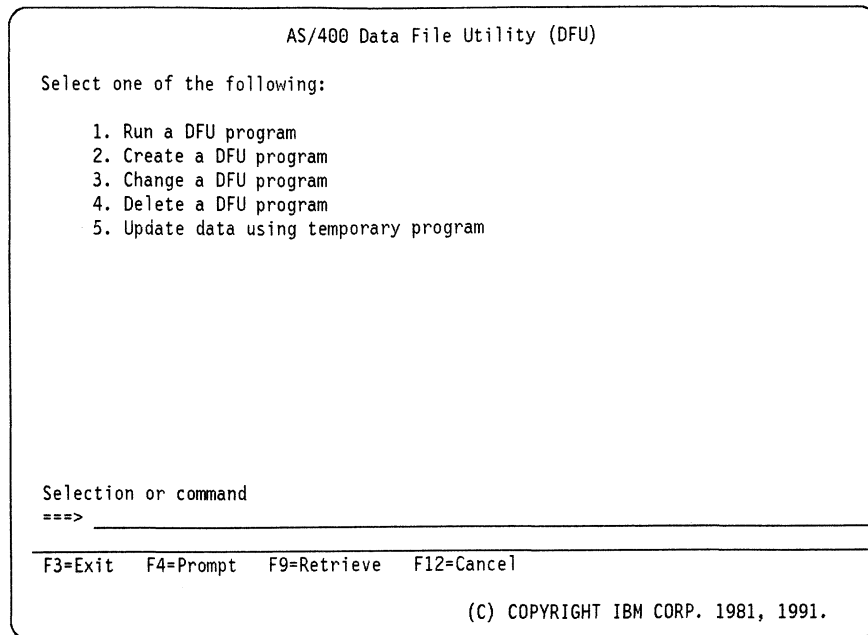 AS/400 Data File Utility (DFU)
Select one of the following:
1. Run a DFU program
2. Create a DFU program
3. Change a DFU program
4. Delete a DFU program
5. Update data using temporary program
Selection or command
===>
F3=Exit F4=Prompt F9=Retrieve F12=Cancel
(C) COPYRIGHT IBM CORP. 1981, 1991.